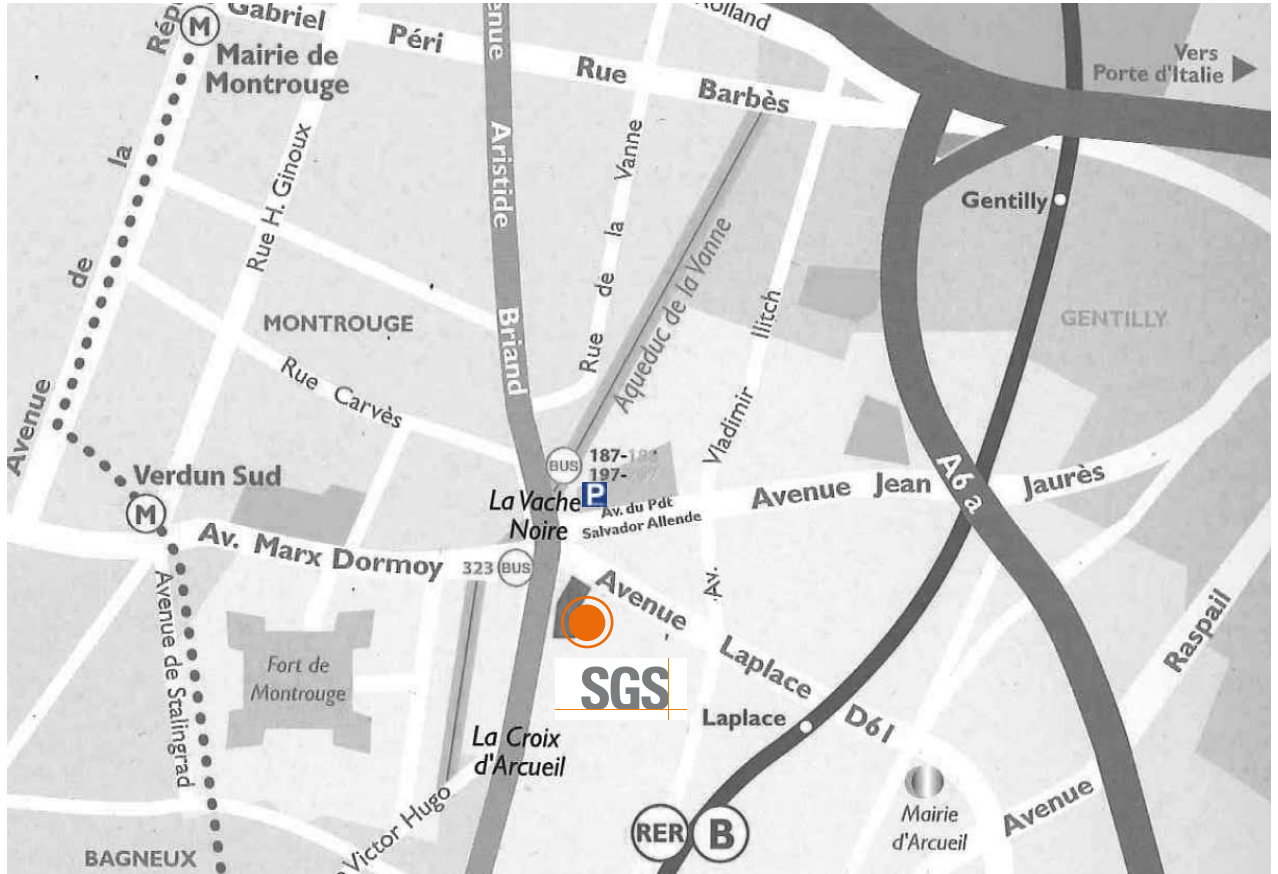 Gabriel Péri Rue Barbès
Mairie de
Montrouge
M
Avenue de la
Avenue de la
Aristide Briand
Rue H. Ginoux
Rue de la Vanne
Aqueduc de la Vanne
Av. Vladimir Ilitch
Vers
Porte d'Italie
Gentilly
GENTILLY
MONTROUGE
Rue Carvès
Verdun Sud
M
BUS
187-
197-
P
La Vache
Noire
Av. du Pdt
Salvador Allende
Avenue Jean Jaurès
A6 a
Av. Marx Dormoy
323 BUS
Avenue de Stalingrad
Avenue Laplace D61
Fort de
Montrouge
SGS
Laplace
La Croix
d'Arcueil
Avenue Raspail
Mairie
d'Arcueil
RER B
Victor Hugo
BAGNEUX